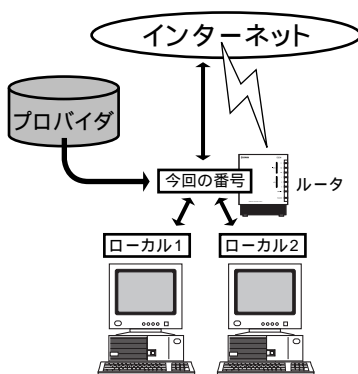 インターネット
プロバイダ
今回の番号
ルータ
ローカル1
ローカル2